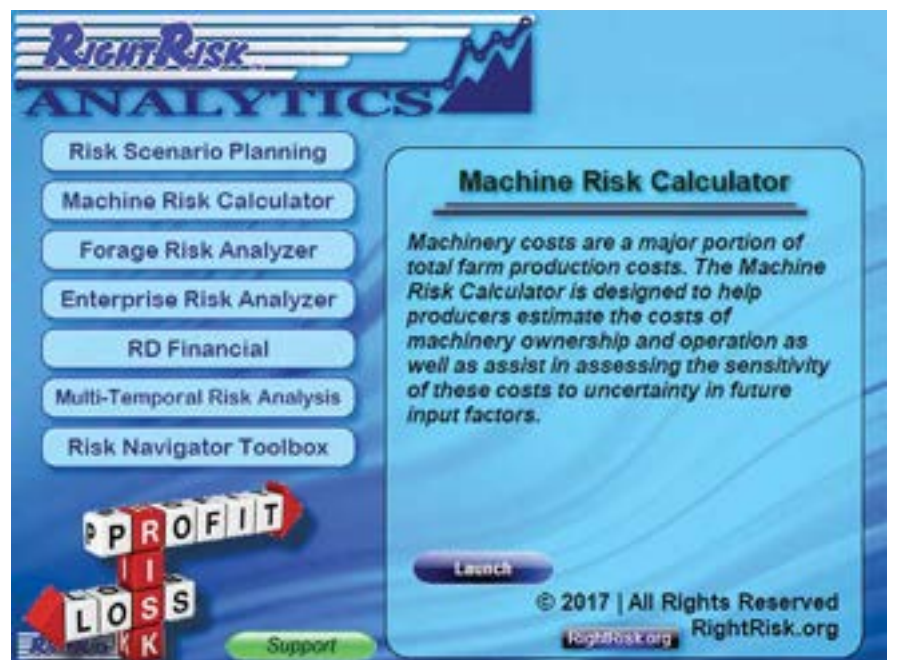 RIGHTRISK
ANALYTICS
Risk Scenario Planning
Machine Risk Calculator
Forage Risk Analyzer
Enterprise Risk Analyzer
RD Financial
Multi-Temporal Risk Analysis
Risk Navigator Toolbox
PROFIT
RISK
LOSS
Support
Machine Risk Calculator
Machinery costs are a major portion of
total farm production costs. The Machine
Risk Calculator is designed to help
producers estimate the costs of
machinery ownership and operation as
well as assist in assessing the sensitivity
of these costs to uncertainty in future
input factors.
Launch
© 2017 | All Rights Reserved
RightRisk.org RightRisk.org